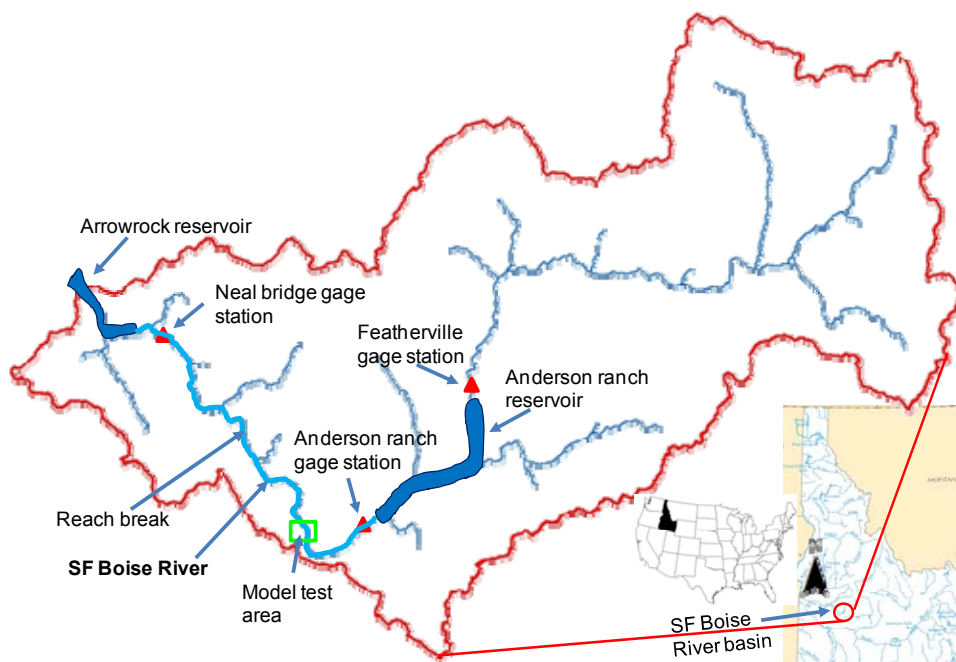 Arrowrock reservoir
Neal bridge gage
station
Featherville
gage station
Anderson ranch
reservoir
Anderson ranch
gage station
Reach break
SF Boise River
Model test
area
MONTAN
N
SF Boise
River basin